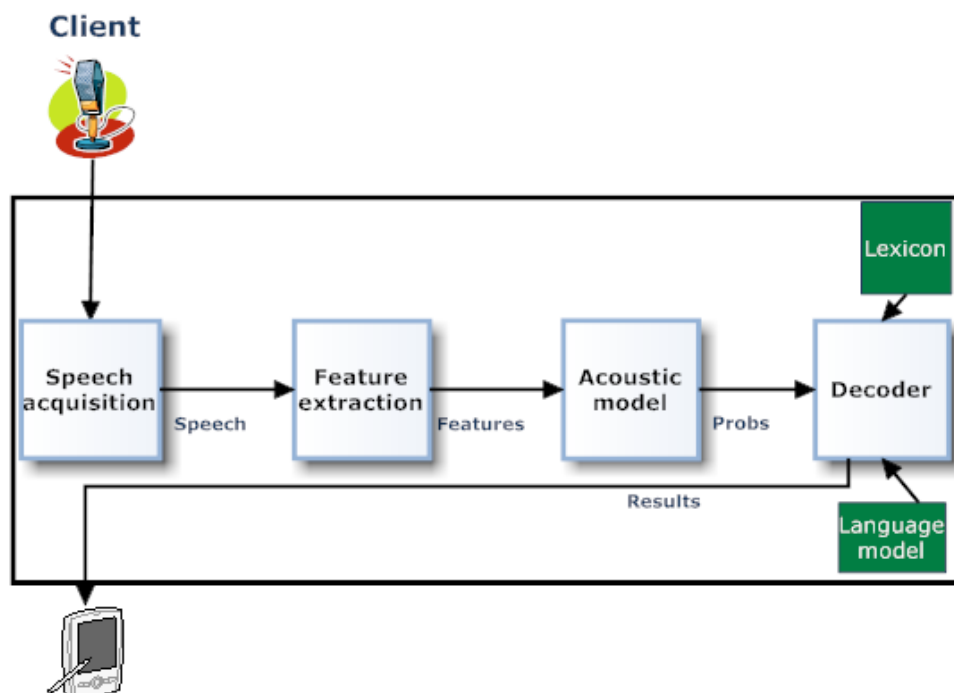 Client
Lexicon
Speech
acquisition
Feature
extraction
Acoustic
model
Decoder
Speech
Features
Probs
Results
Language
model